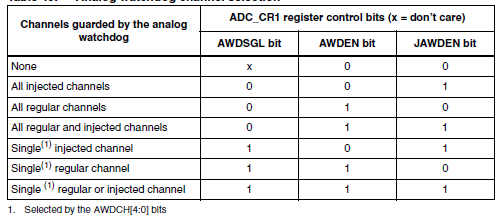 Channels guarded by the analog watchdog
ADC_CR1 register control bits (x = don't care)
AWDSGL bit AWDEN bit JAWDEN bit
None x 0 0
All injected channels 0 0 1
All regular channels 0 1 0
All regular and injected channels 0 1 1
Single(1) injected channel 1 0 1
Single(1) regular channel 1 1 0
Single (1) regular or injected channel 1 1 1
1. Selected by the AWDCH[4:0] bits